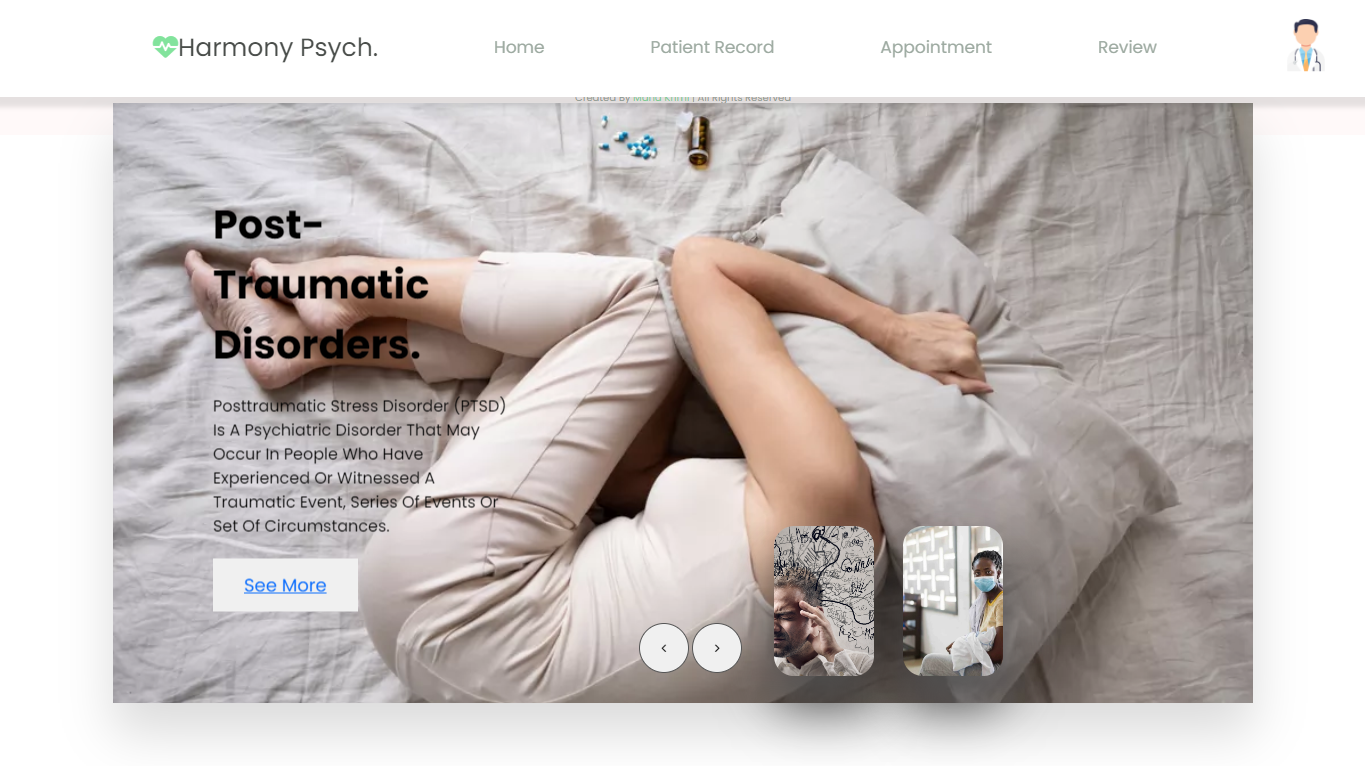 Harmony Psych.
Home
Patient Record
Appointment
Review
Created By Maria Khmi | All Rights Reserved
Post-
Traumatic
Disorders.
Posttraumatic Stress Disorder (PTSD)
Is A Psychiatric Disorder That May
Occur In People Who Have
Experienced Or Witnessed A
Traumatic Event, Series Of Events Or
Set Of Circumstances.
See More
‹
›